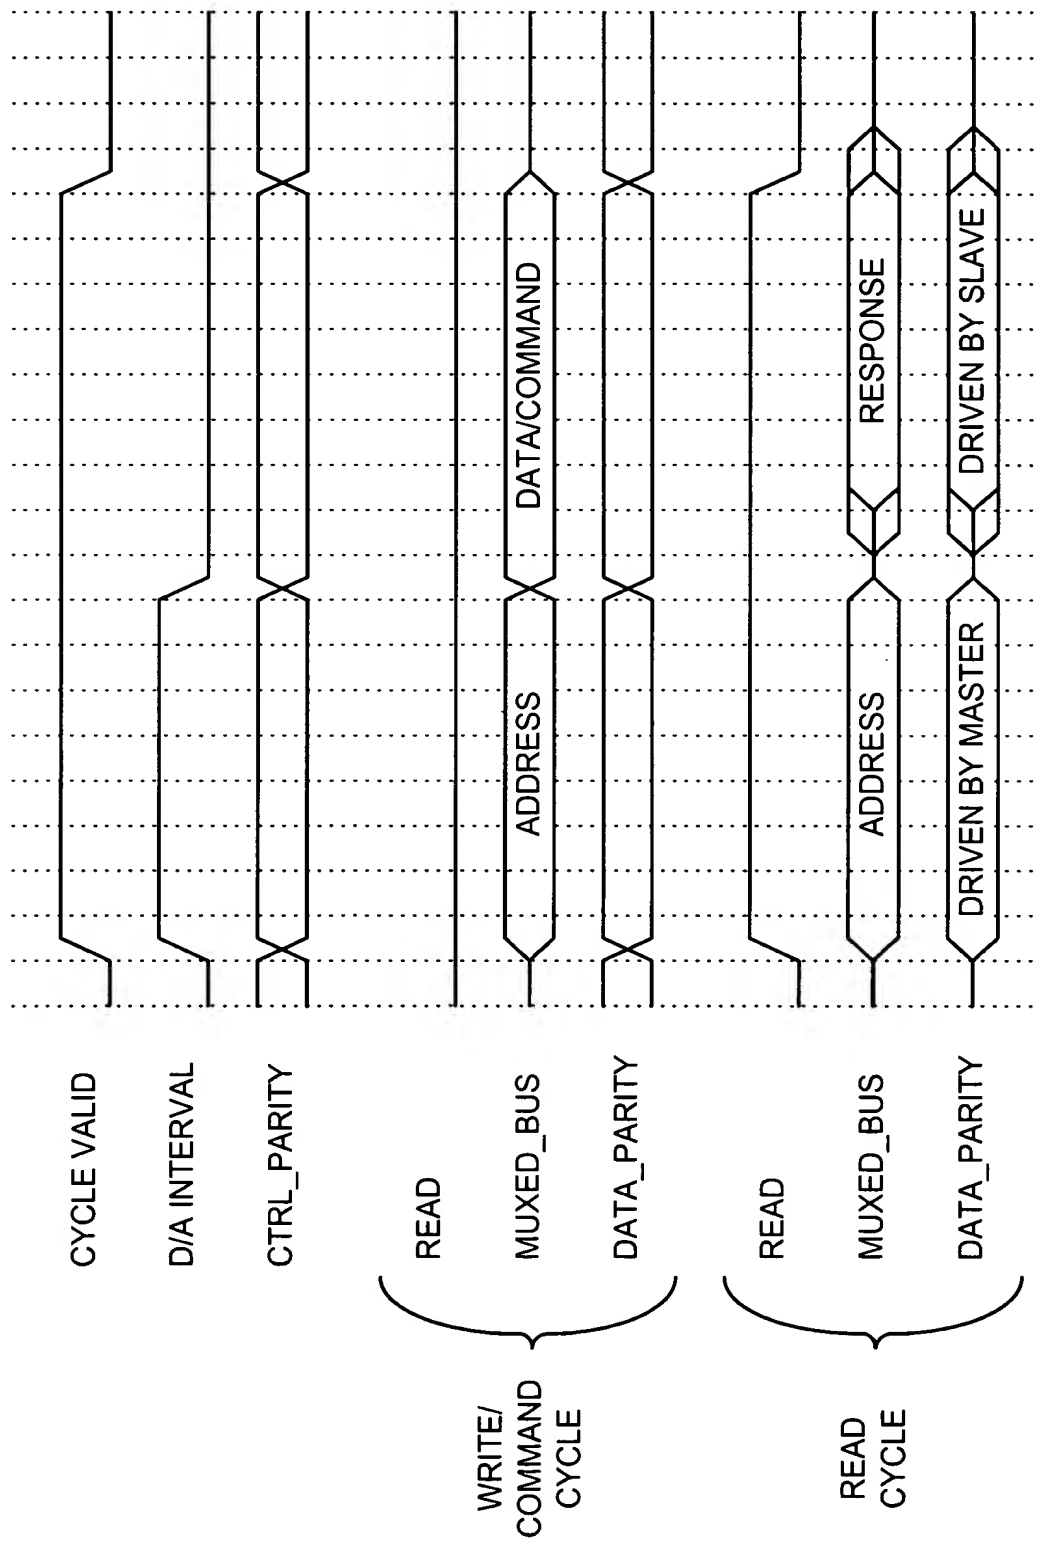 CYCLE VALID
D/A INTERVAL
CTRL_PARITY
WRITE/
COMMAND
CYCLE
READ
MUXED_BUS
ADDRESS
DATA/COMMAND
DATA_PARITY
READ
CYCLE
READ
MUXED_BUS
ADDRESS
RESPONSE
DATA_PARITY
DRIVEN BY MASTER
DRIVEN BY SLAVE